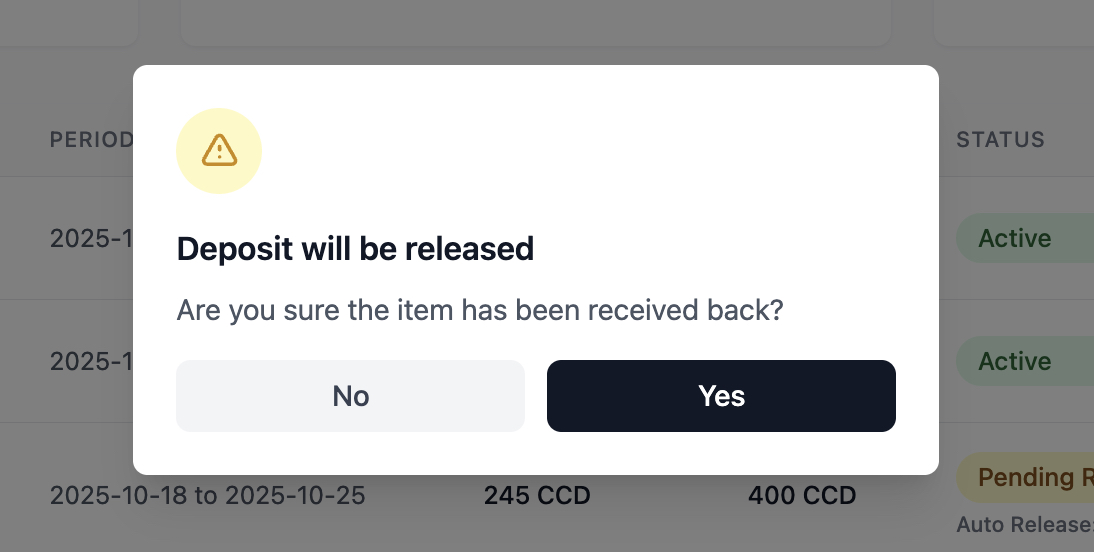 PERIOD STATUS
2025-1 Active
Deposit will be released
Are you sure the item has been received back?
2025-1 Active
No Yes
2025-10-18 to 2025-10-25 245 CCD 400 CCD Pending R
Auto Release: